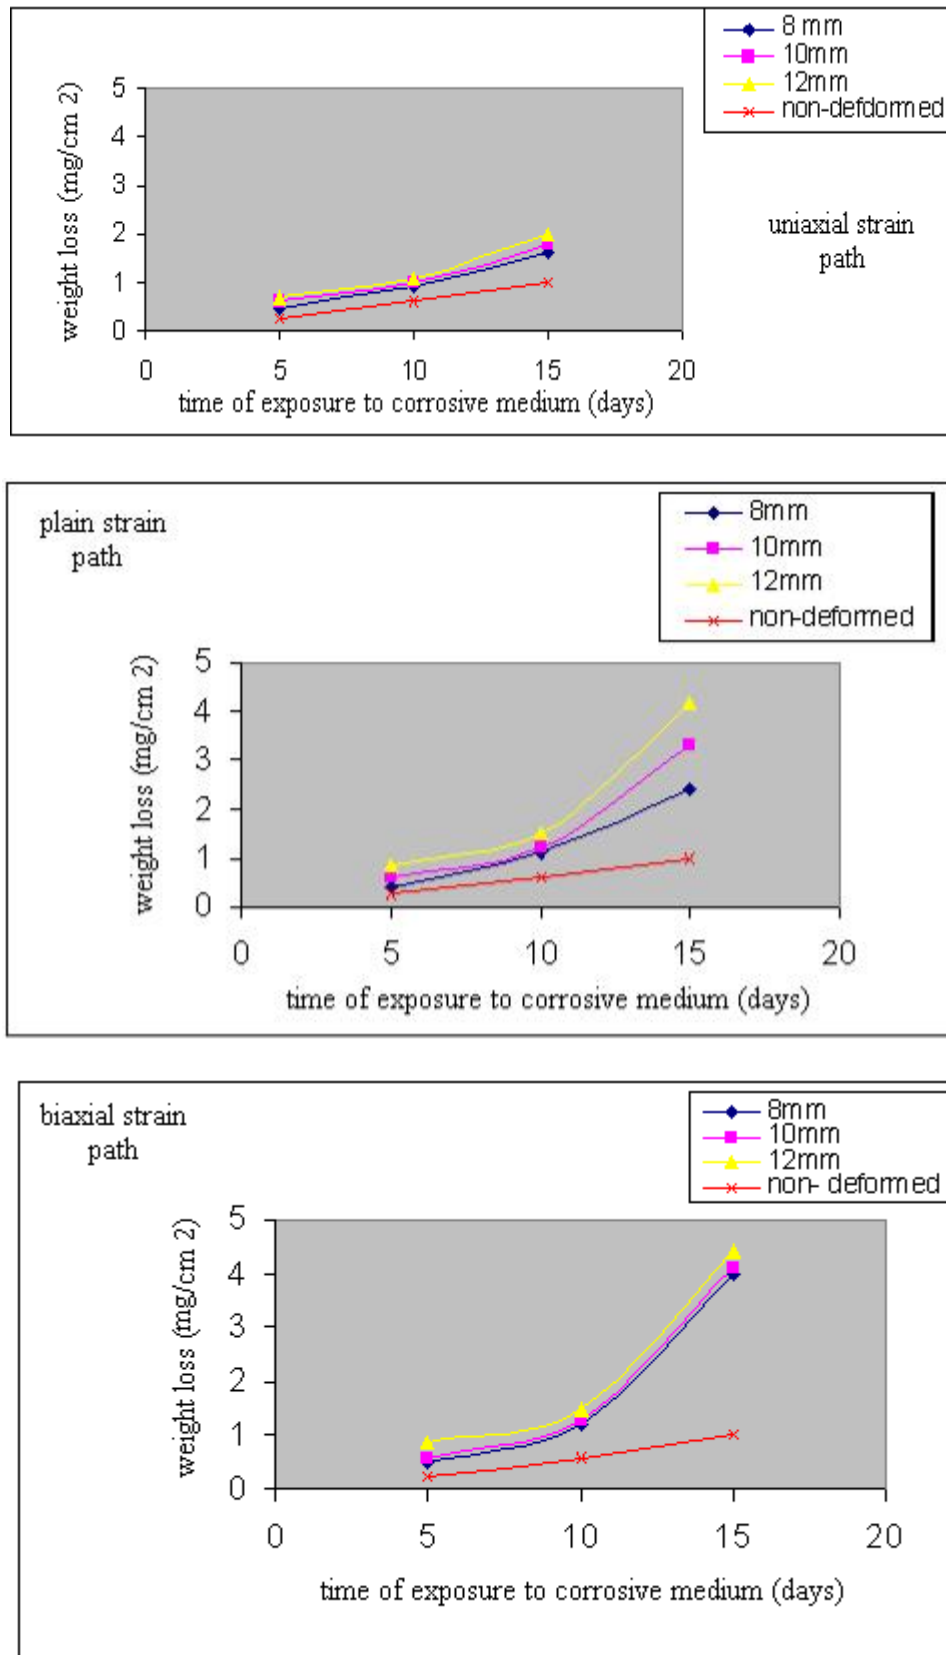 8 mm
10mm
12mm
non-defdormed
5
4
3
2
1
0
weight loss (mg/cm 2)
0 5 10 15 20
time of exposure to corrosive medium (days)
uniaxial strain
path
plain strain
path
8mm
10mm
12mm
non-deformed
5
4
3
2
1
0
weight loss (mg/cm 2)
0 5 10 15 20
time of exposure to corrosive medium (days)
biaxial strain
path
8mm
10mm
12mm
non- deformed
5
4
3
2
1
0
weight loss (mg/cm 2)
0 5 10 15 20
time of exposure to corrosive medium (days)